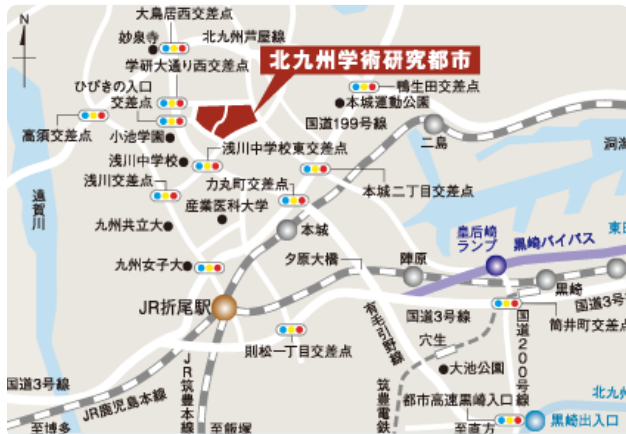 大鳥居西交差点
妙泉寺
北九州芦屋線
学研大通り西交差点
北九州学術研究都市
N
ひびきの入口
交差点
鴨生田交差点
本城運動公園
国道199号線
高須交差点
小池学園
二島
洞海
浅川中学校
浅川中学校東交差点
浅川交差点
力丸町交差点
本城二丁目交差点
遠賀川
産業医科大学
九州共立大
本城
皇后崎
ランプ
黒崎バイパス
東田
九州女子大
夕原大橋
陣原
黒崎
JR折尾駅
有毛引野線
国道3号線
国道200号線
国道3号線
筒井町交差点
則松一丁目交差点
穴生
大池公園
国道3号線
JR鹿児島本線
JR筑豊本線
筑豊電鉄
都市高速黒崎出入口
北九州
黒崎出入口
至博多
至飯塚
至直方